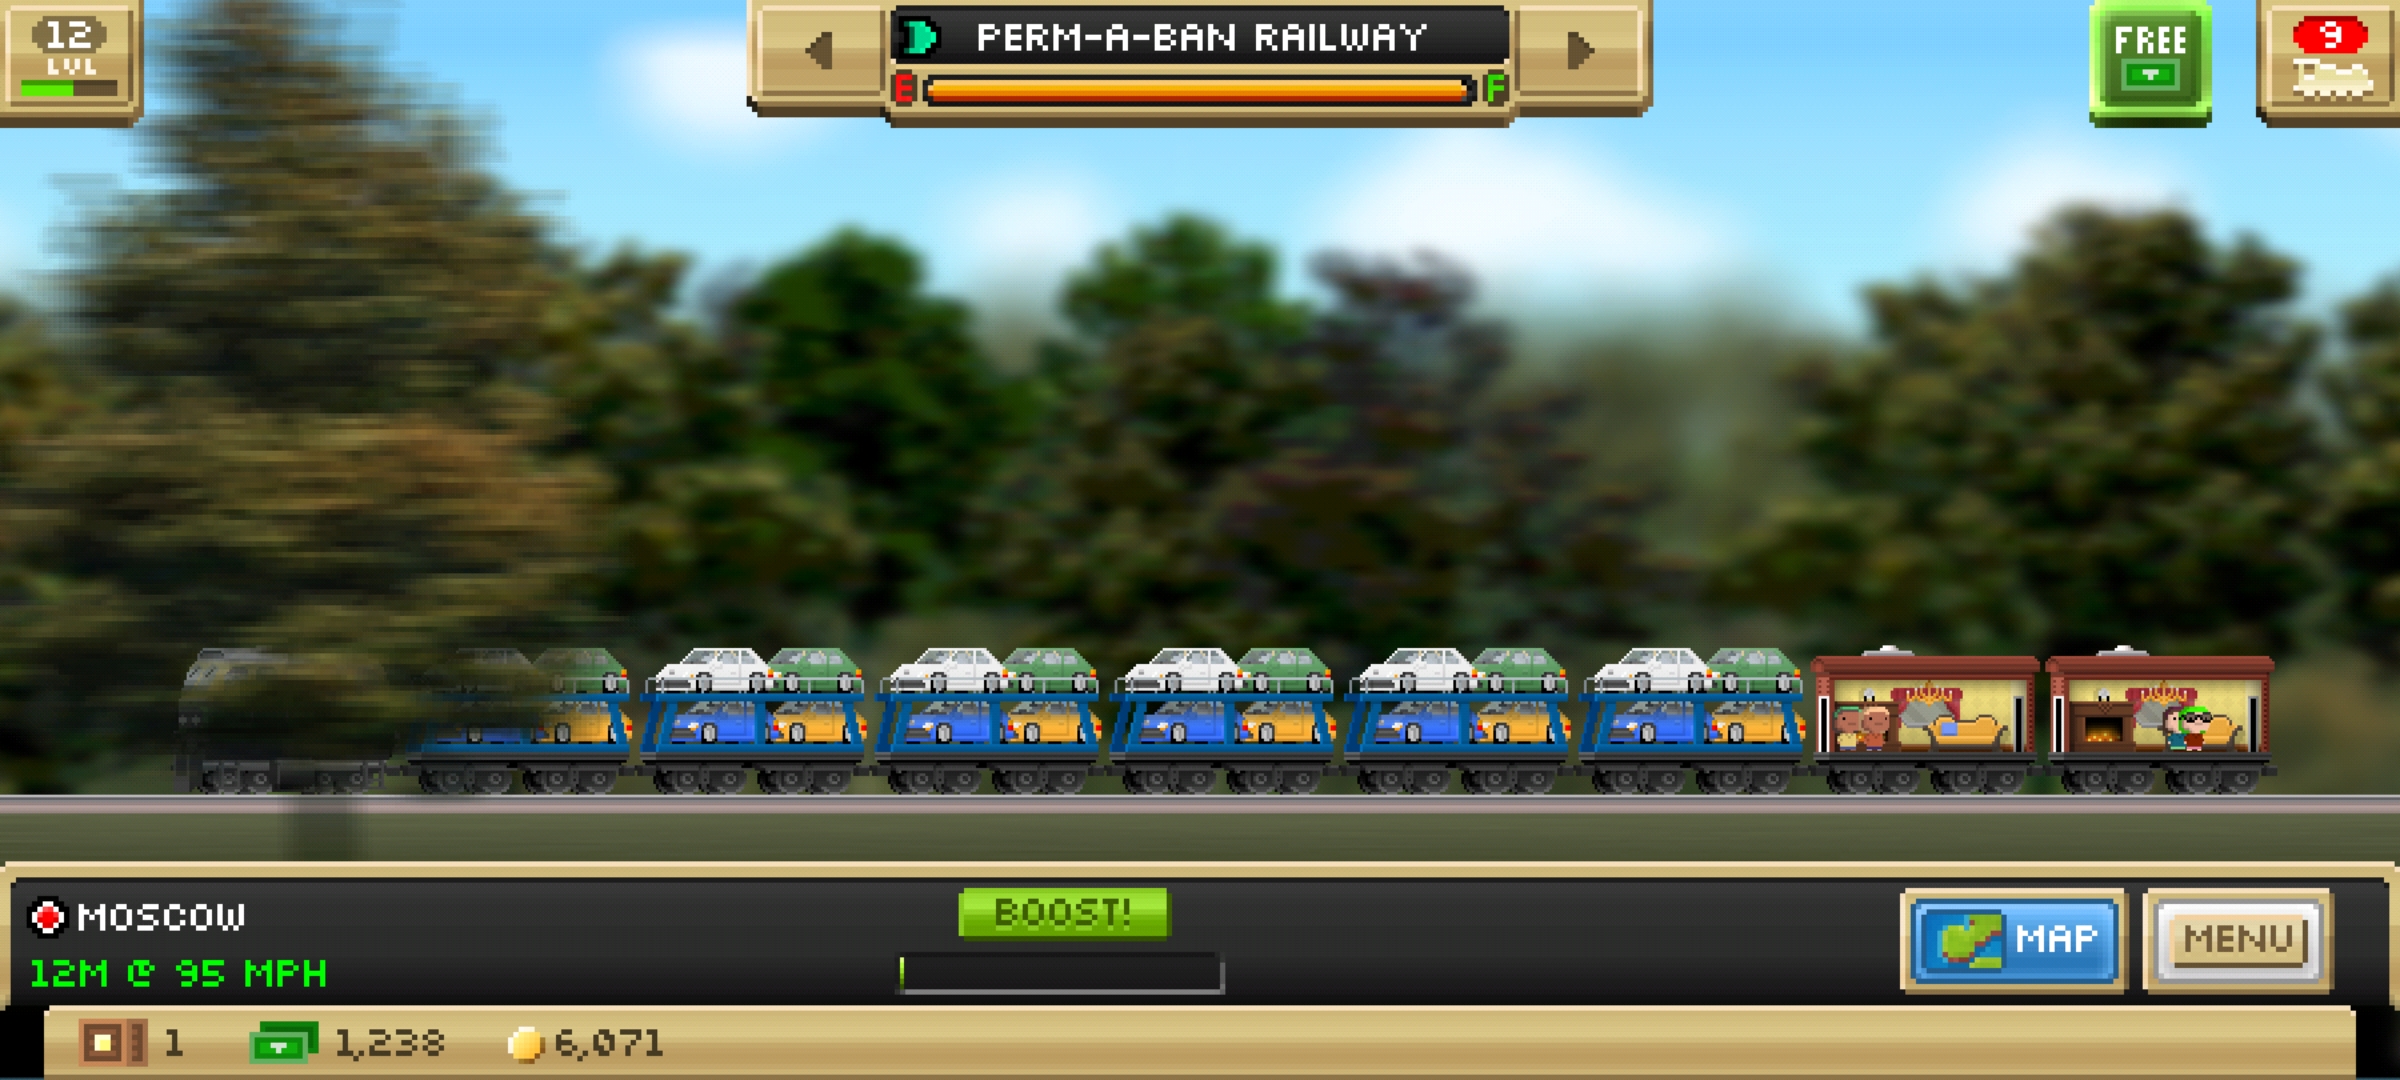 12
LVL
PERM-A-BAN RAILWAY
E
F
FREE
9
MOSCOW
12M @ 95 MPH
BOOST!
MAP
MENU
1
1,238
6,071